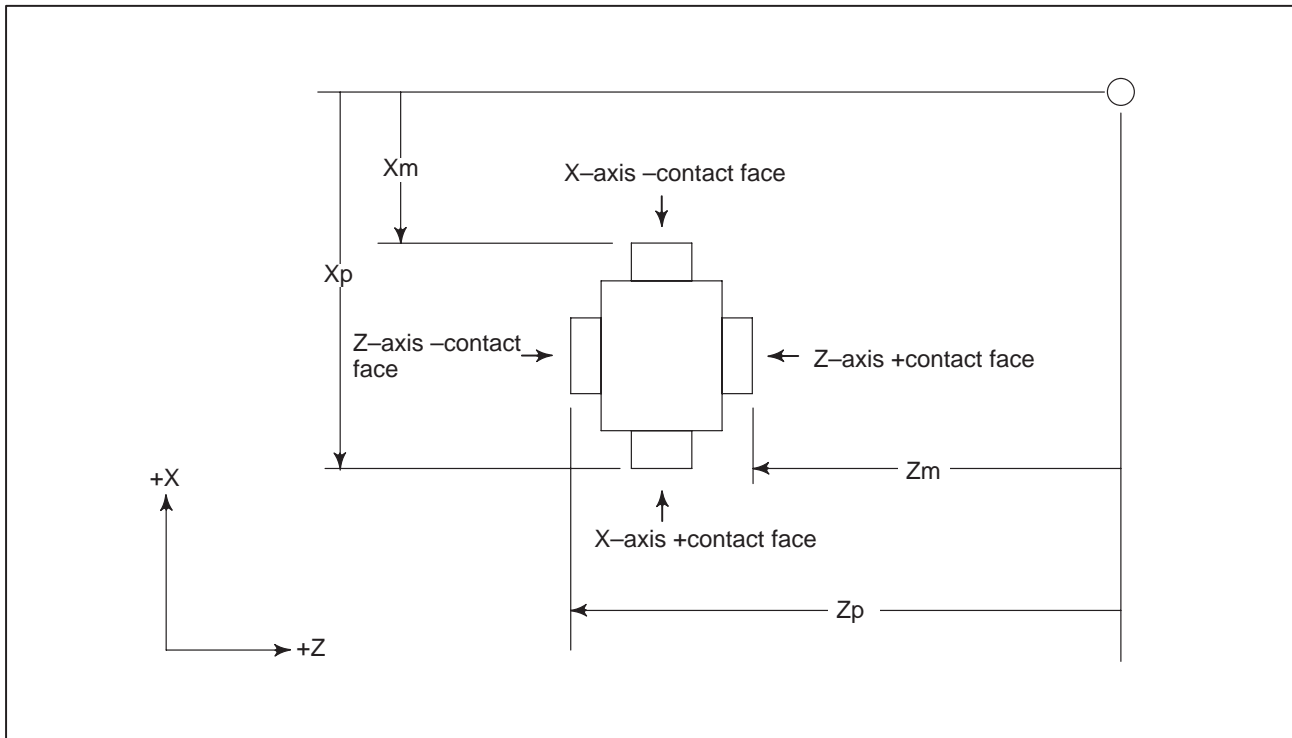 Xm
X–axis –contact face
Xp
Z–axis –contact
face
Z–axis +contact face
Zm
+X
X–axis +contact face
Zp
+Z